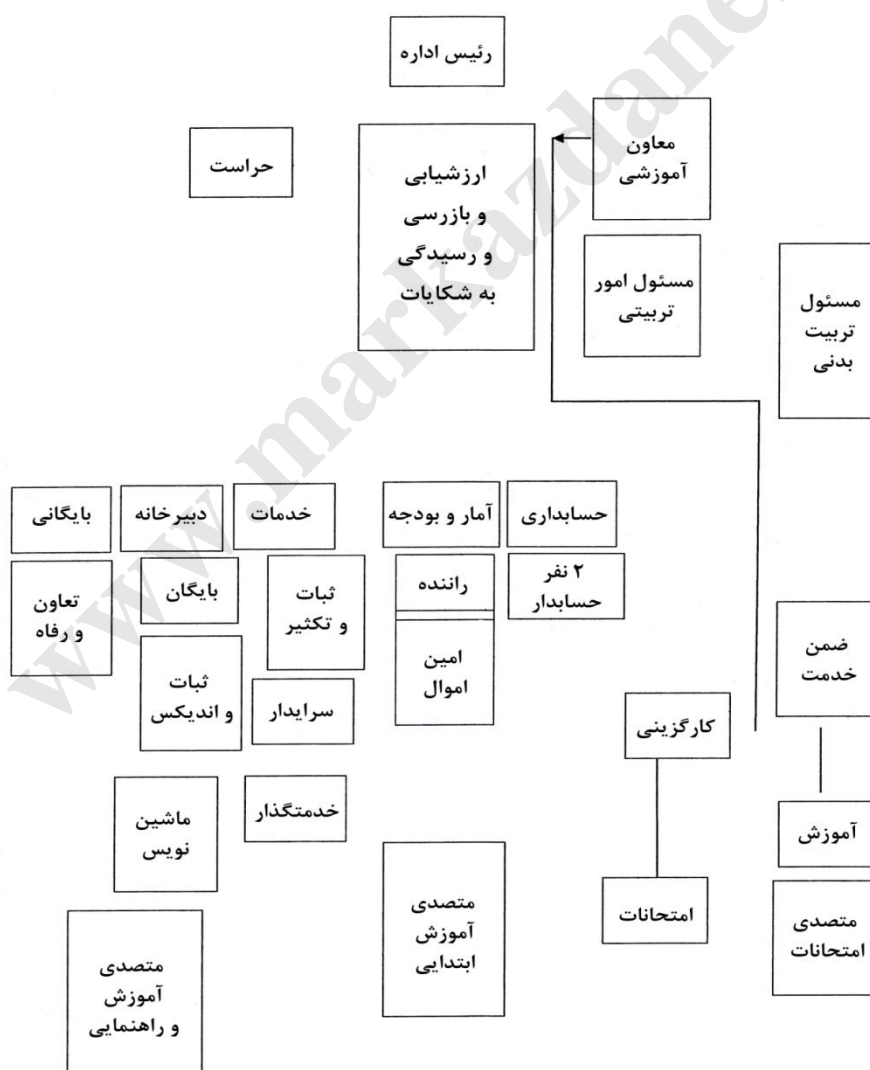 رئیس اداره
حراست
ارزشیابی
و بازرسی
و رسیدگی
به شکایات
معاون
آموزشی
مسئول امور
تربیتی
مسئول
تربیت
بدنی
حسابداری
آمار و بودجه
خدمات
دبیرخانه
بایگانی
۲ نفر
حسابدار
راننده
امین
اموال
ثبات
و تکثیر
بایگان
تعاون
و رفاه
ثبات
و اندیکس
سرایدار
ضمن
خدمت
کارگزینی
خدمتگذار
ماشین
نویس
آموزش
متصدی
امتحانات
امتحانات
متصدی
آموزش
ابتدایی
متصدی
آموزش
و راهنمایی
www.markazdane